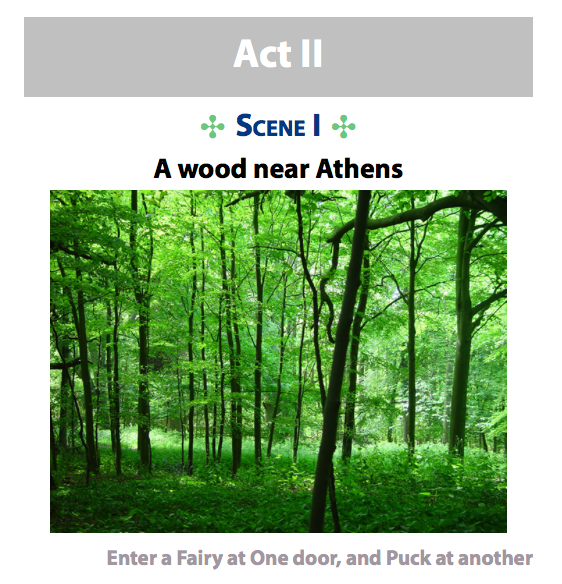 Act II
Scene I
A wood near Athens
Enter a Fairy at One door, and Puck at another